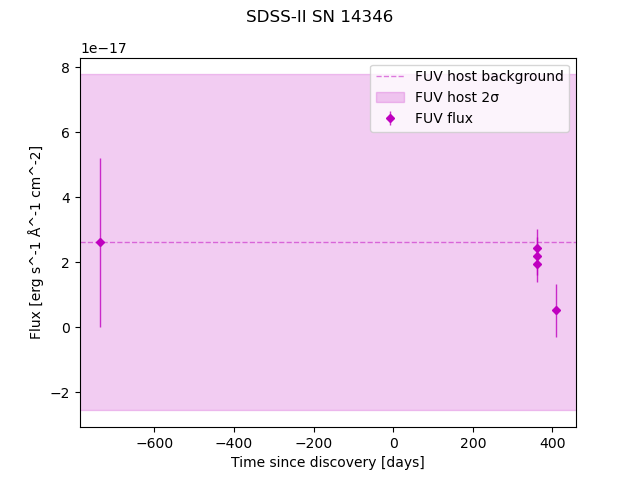 SDSS-II SN 14346
1e−17
FUV host background
FUV host 2σ
FUV flux
8
6
4
2
0
−2
Flux [erg s^-1 Å^-1 cm^-2]
−600
−400
−200
0
200
400
Time since discovery [days]